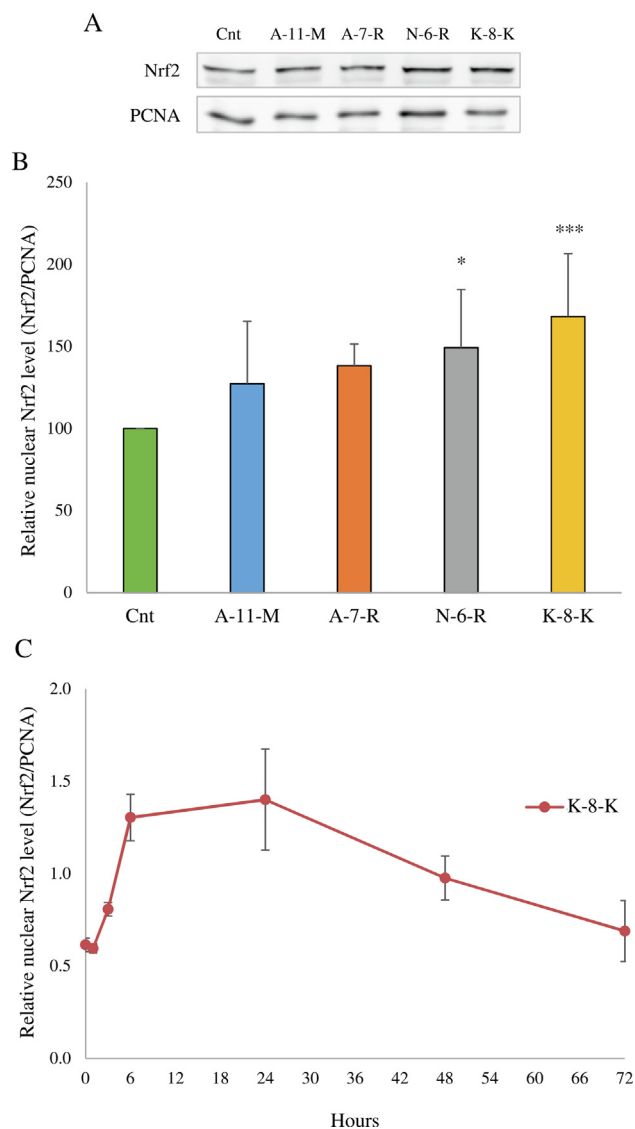 A
Cnt A-11-M A-7-R N-6-R K-8-K
Nrf2
PCNA
B
Relative nuclear Nrf2 level (Nrf2/PCNA)
250
200
150
100
50
0
*
***
Cnt A-11-M A-7-R N-6-R K-8-K
C
Relative nuclear Nrf2 level (Nrf2/PCNA)
2.0
1.5
1.0
0.5
0.0
K-8-K
0 6 12 18 24 30 36 42 48 54 60 66 72
Hours